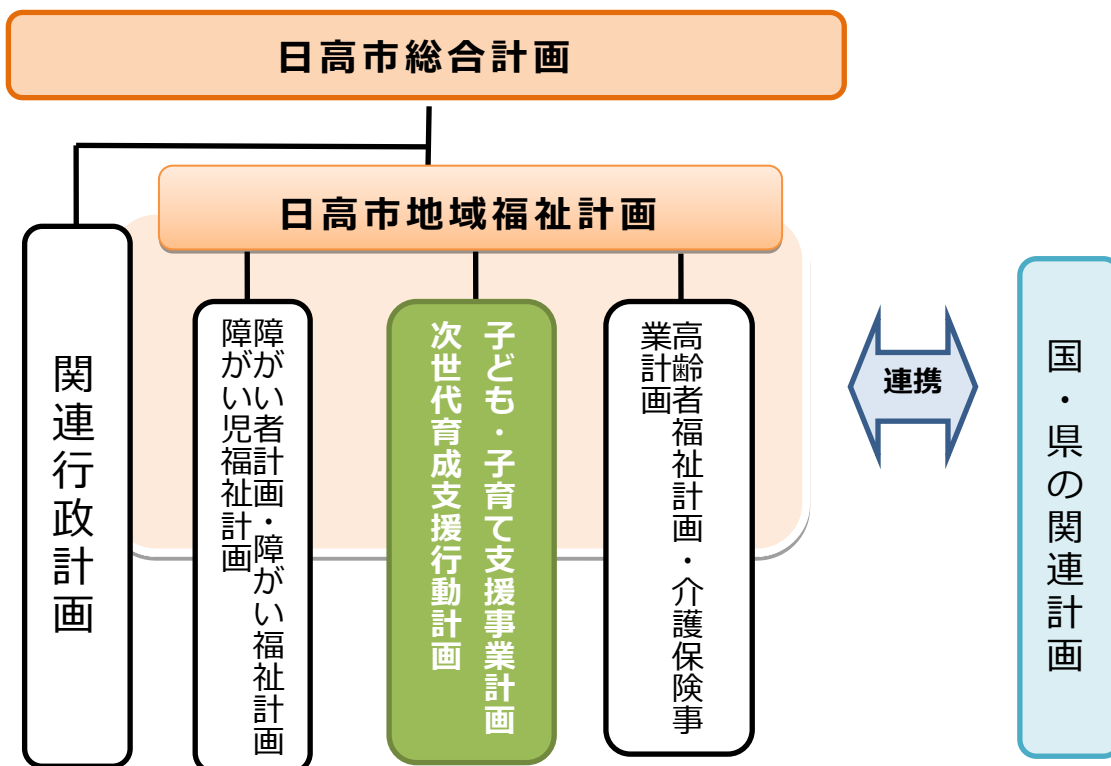 日高市総合計画
日高市地域福祉計画
関連行政計画
障がい者計画・障がい福祉計画
障がい児福祉計画
子ども・子育て支援事業計画
次世代育成支援行動計画
高齢者福祉計画・介護保険事
業計画
連携
国・県の関連計画